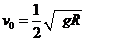 v₀ = 1/2 √gR